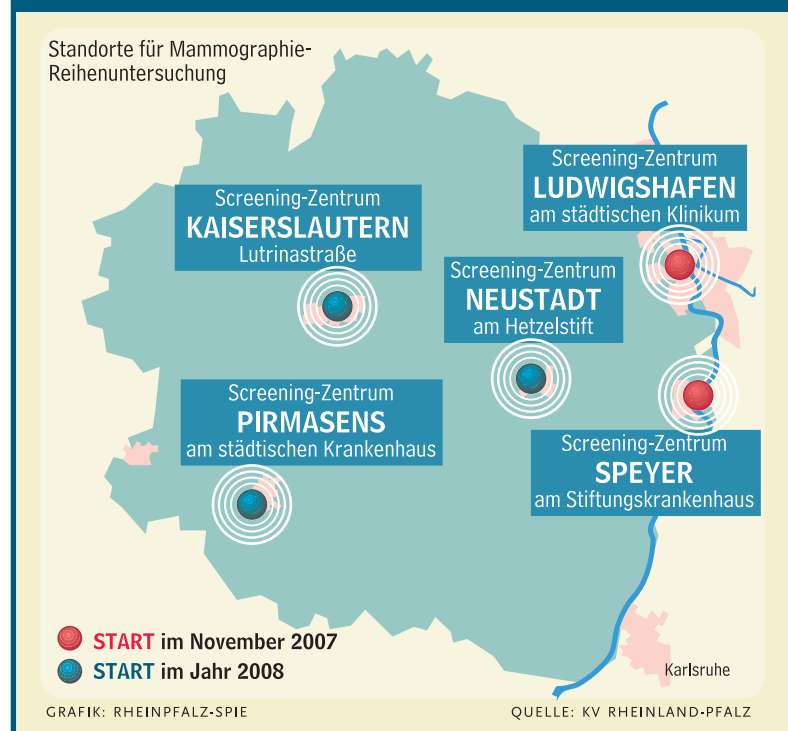 Standorte für Mammographie-
Reihenuntersuchung
Screening-Zentrum
LUDWIGSHAFEN
am städtischen Klinikum
Screening-Zentrum
KAISERSLAUTERN
Lutrinastraße
Screening-Zentrum
NEUSTADT
am Hetzelstift
Screening-Zentrum
PIRMASENS
am städtischen Krankenhaus
Screening-Zentrum
SPEYER
am Stiftungskrankenhaus
START im November 2007
START im Jahr 2008
Karlsruhe
GRAFIK: RHEINPFALZ-SPIE
QUELLE: KV RHEINLAND-PFALZ